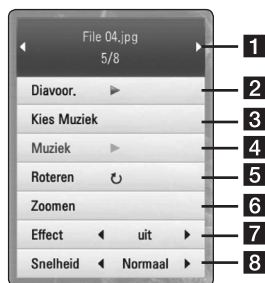 File 04.jpg
5/8 1
Diavoor. 2
Kies Muziek 3
Muziek 4
Roteren 5
Zoomen 6
Effect uit 7
Snelheid Normaal 8